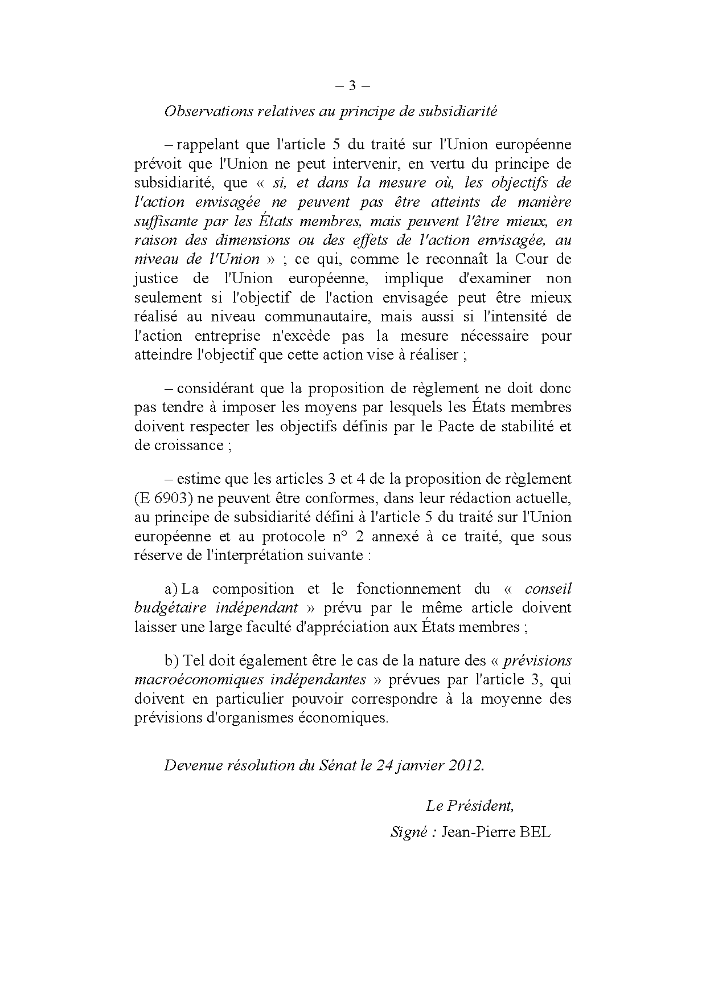 – 3 –
Observations relatives au principe de subsidiarité
– rappelant que l'article 5 du traité sur l'Union européenne
prévoit que l'Union ne peut intervenir, en vertu du principe de
subsidiarité, que « si, et dans la mesure où, les objectifs de
l'action envisagée ne peuvent pas être atteints de manière
suffisante par les États membres, mais peuvent l'être mieux, en
raison des dimensions ou des effets de l'action envisagée, au
niveau de l'Union » ; ce qui, comme le reconnaît la Cour de
justice de l'Union européenne, implique d'examiner non
seulement si l'objectif de l'action envisagée peut être mieux
réalisé au niveau communautaire, mais aussi si l'intensité de
l'action entreprise n'excède pas la mesure nécessaire pour
atteindre l'objectif que cette action vise à réaliser ;
– considérant que la proposition de règlement ne doit donc
pas tendre à imposer les moyens par lesquels les États membres
doivent respecter les objectifs définis par le Pacte de stabilité et
de croissance ;
– estime que les articles 3 et 4 de la proposition de règlement
(E 6903) ne peuvent être conformes, dans leur rédaction actuelle,
au principe de subsidiarité défini à l'article 5 du traité sur l'Union
européenne et au protocole n° 2 annexé à ce traité, que sous
réserve de l'interprétation suivante :
a) La composition et le fonctionnement du « conseil
budgétaire indépendant » prévu par le même article doivent
laisser une large faculté d'appréciation aux États membres ;
b) Tel doit également être le cas de la nature des « prévisions
macroéconomiques indépendantes » prévues par l'article 3, qui
doivent en particulier pouvoir correspondre à la moyenne des
prévisions d'organismes économiques.
Devenue résolution du Sénat le 24 janvier 2012.
Le Président,
Signé : Jean-Pierre BEL